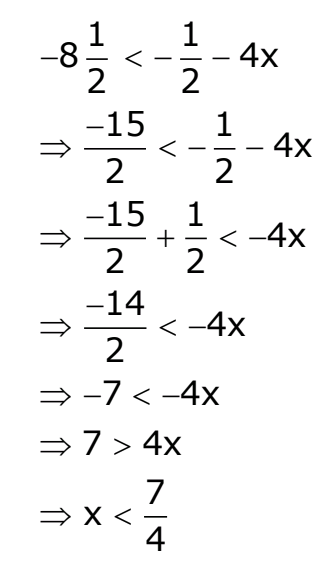 −8 1/2 < − 1/2 − 4x
⇒ −15/2 < − 1/2 − 4x
⇒ −15/2 + 1/2 < −4x
⇒ −14/2 < −4x
⇒ −7 < −4x
⇒ 7 > 4x
⇒ x < 7/4